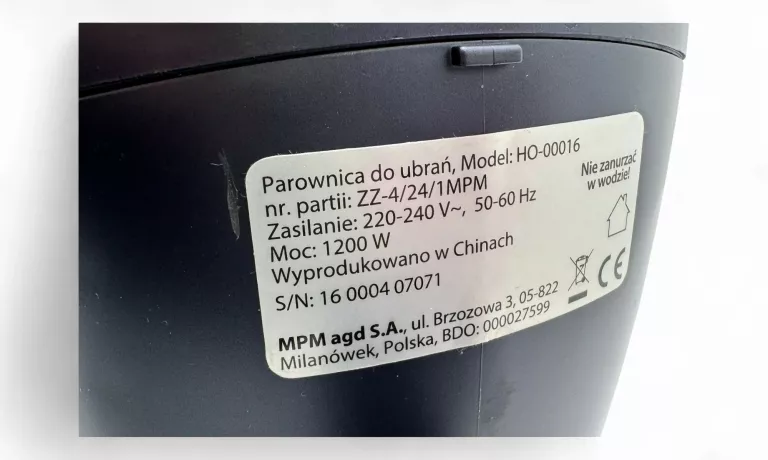 Parownica do ubrań, Model: HO-00016
nr. partii: ZZ-4/24/1MPM
Zasilanie: 220-240 V~, 50-60 Hz
Moc: 1200 W
Wyprodukowano w Chinach
S/N: 16 0004 07071
MPM agd S.A., ul. Brzozowa 3, 05-822
Milanówek, Polska, BDO: 000027599
Nie zanurzać
w wodzie!
CE